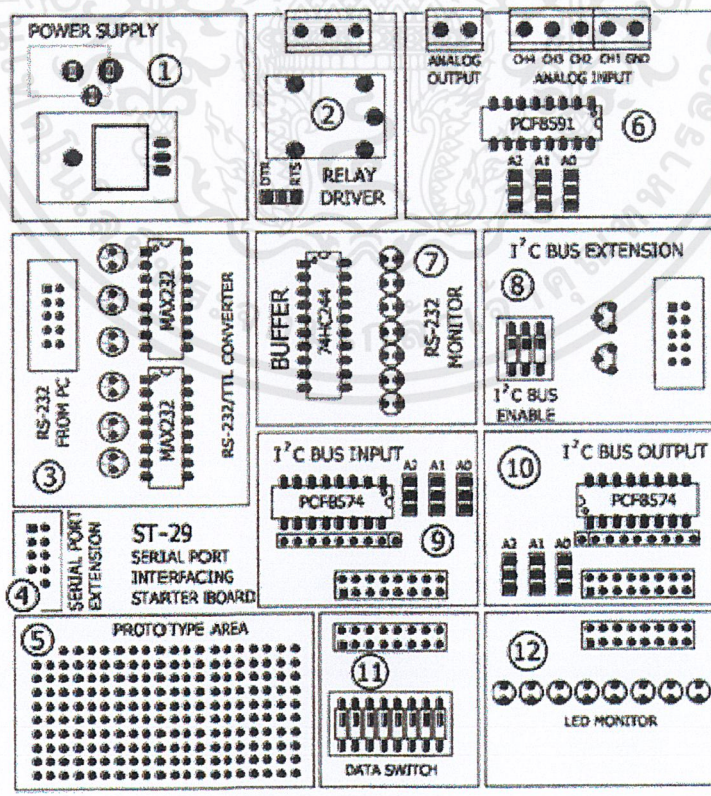 POWER SUPPLY
1
2
DTR
RTS
RELAY
DRIVER
ANALOG
OUTPUT
CH4 CH3 CH2 CH1 GND
ANALOG INPUT
PCF8591
6
A2 A1 A0
RS-232
FROM PC
3
MAX232
MAX232
RS-232/TTL CONVERTER
BUFFER
74HC244
7
RS-232
MONITOR
I²C BUS EXTENSION
8
I²C BUS
ENABLE
I²C BUS INPUT
A2 A1 A0
PCF8574
9
10
I²C BUS OUTPUT
PCF8574
A2 A1 A0
4
SERIAL PORT
EXTENSION
ST-29
SERIAL PORT
INTERFACING
STARTER IBOARD
5
PROTOTYPE AREA
11
DATA SWITCH
12
LED MONITOR